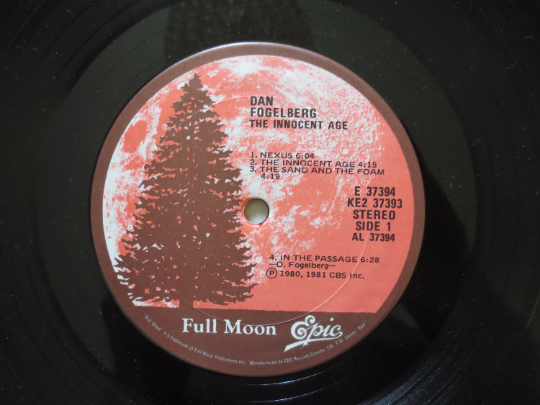 DAN
FOGELBERG
THE INNOCENT AGE
1. NEXUS 6:04
2. THE INNOCENT AGE 4:15
3. THE SAND AND THE FOAM
4:19
E 37394
KE2 37393
STEREO
SIDE 1
AL 37394
4. IN THE PASSAGE 6:28
—D. Fogelberg—
Ⓟ 1980, 1981 CBS Inc.
Full Moon Epic